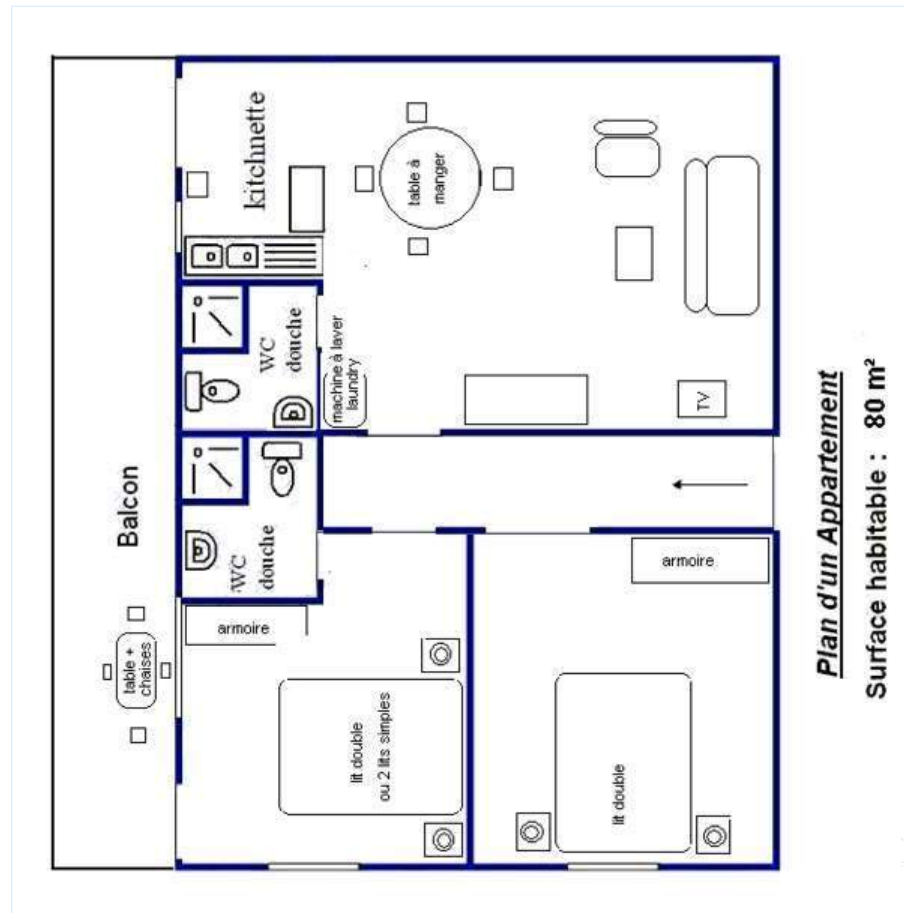 kitchnette
table à
manger
WC
douche
machine à laver
laundry
TV
Balcon
WC
douche
armoire
armoire
table +
chaises
lit double
ou 2 lits simples
lit double
Plan d'un Appartement
Surface habitable : 80 m²